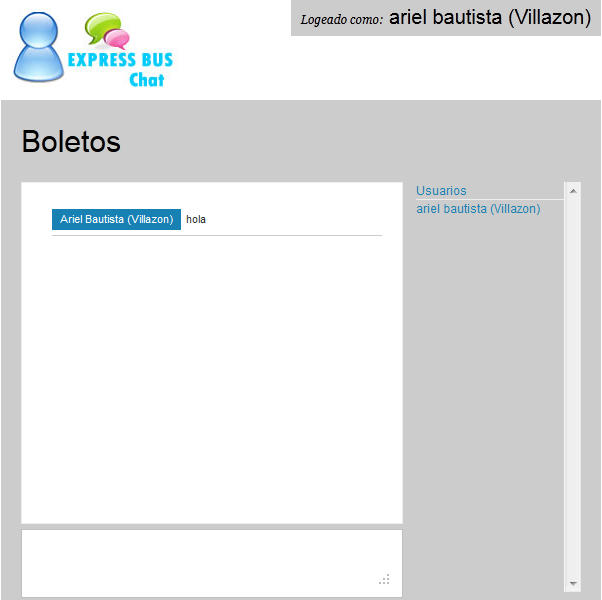 Logeado como: ariel bautista (Villazon)
EXPRESS BUS
Chat
Boletos
Ariel Bautista (Villazon) hola
Usuarios
ariel bautista (Villazon)